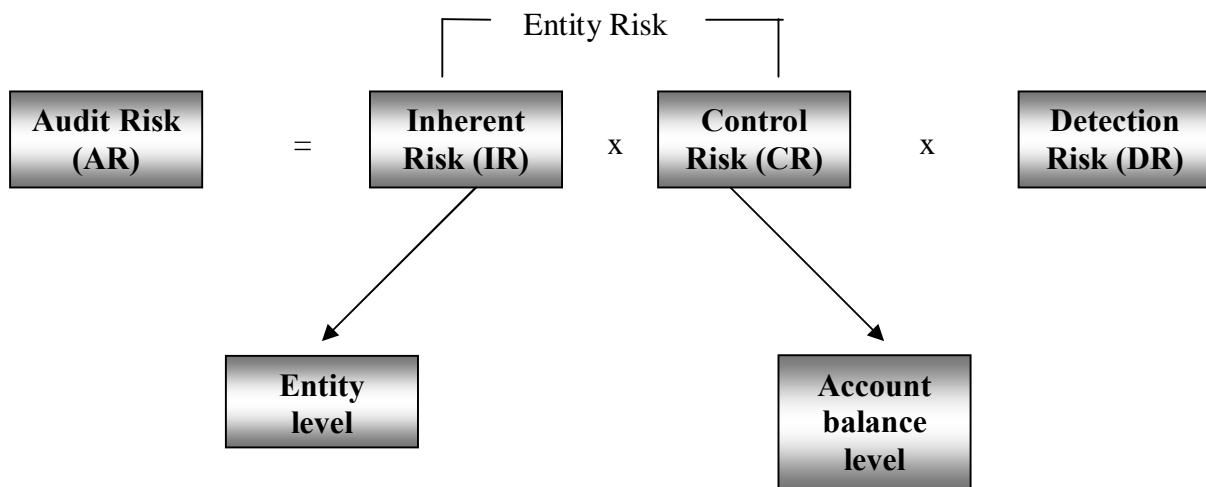 Entity Risk
Audit Risk
(AR)
=
Inherent
Risk (IR)
x
Control
Risk (CR)
x
Detection
Risk (DR)
Entity
level
Account
balance
level